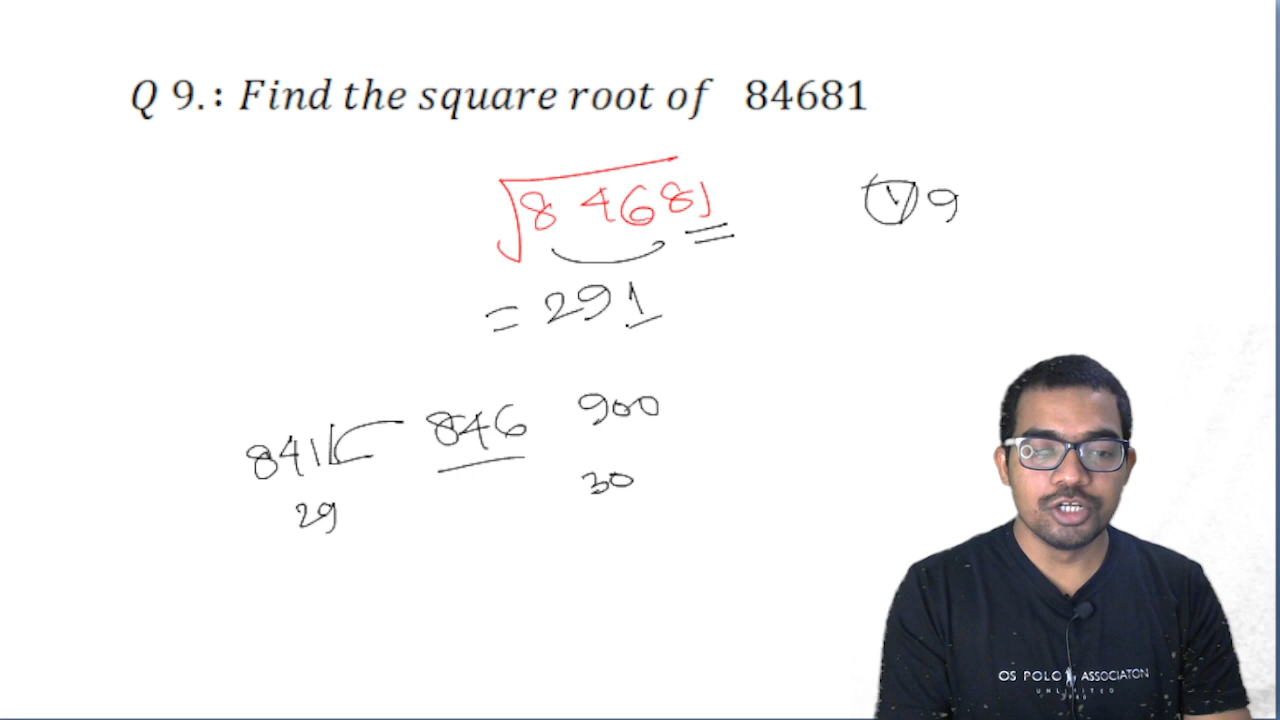 Q 9.: Find the square root of 84681
√84681
1 9
= 291
841 846 900
29 30
OS POLO ASSOCIATON
UNLIMITED